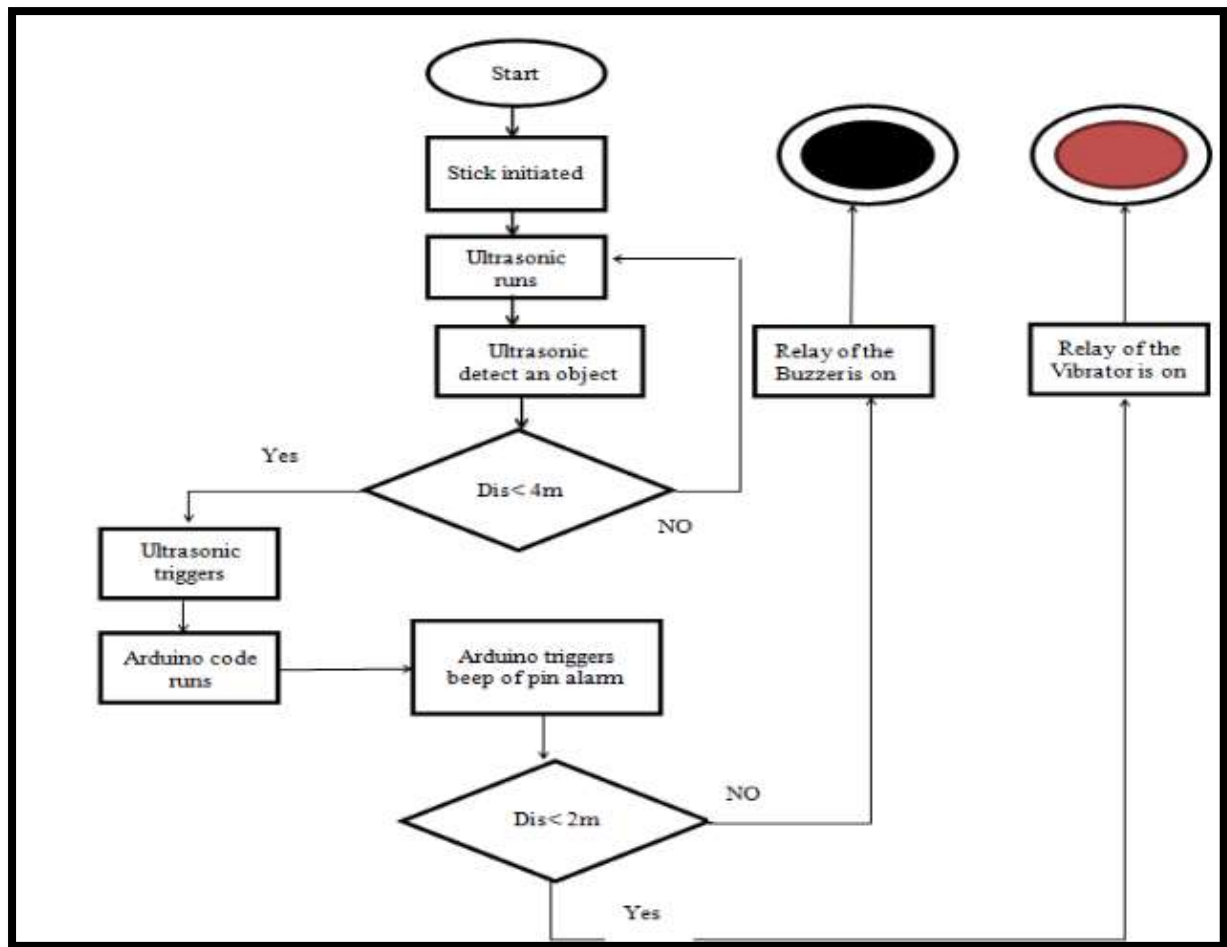 Start
Stick initiated
Ultrasonic
runs
Ultrasonic
detect an object
Relay of the
Buzzer is on
Relay of the
Vibrator is on
Yes
Dis< 4m
NO
Ultrasonic
triggers
Arduino code
runs
Arduino triggers
beep of pin alarm
NO
Dis< 2m
Yes